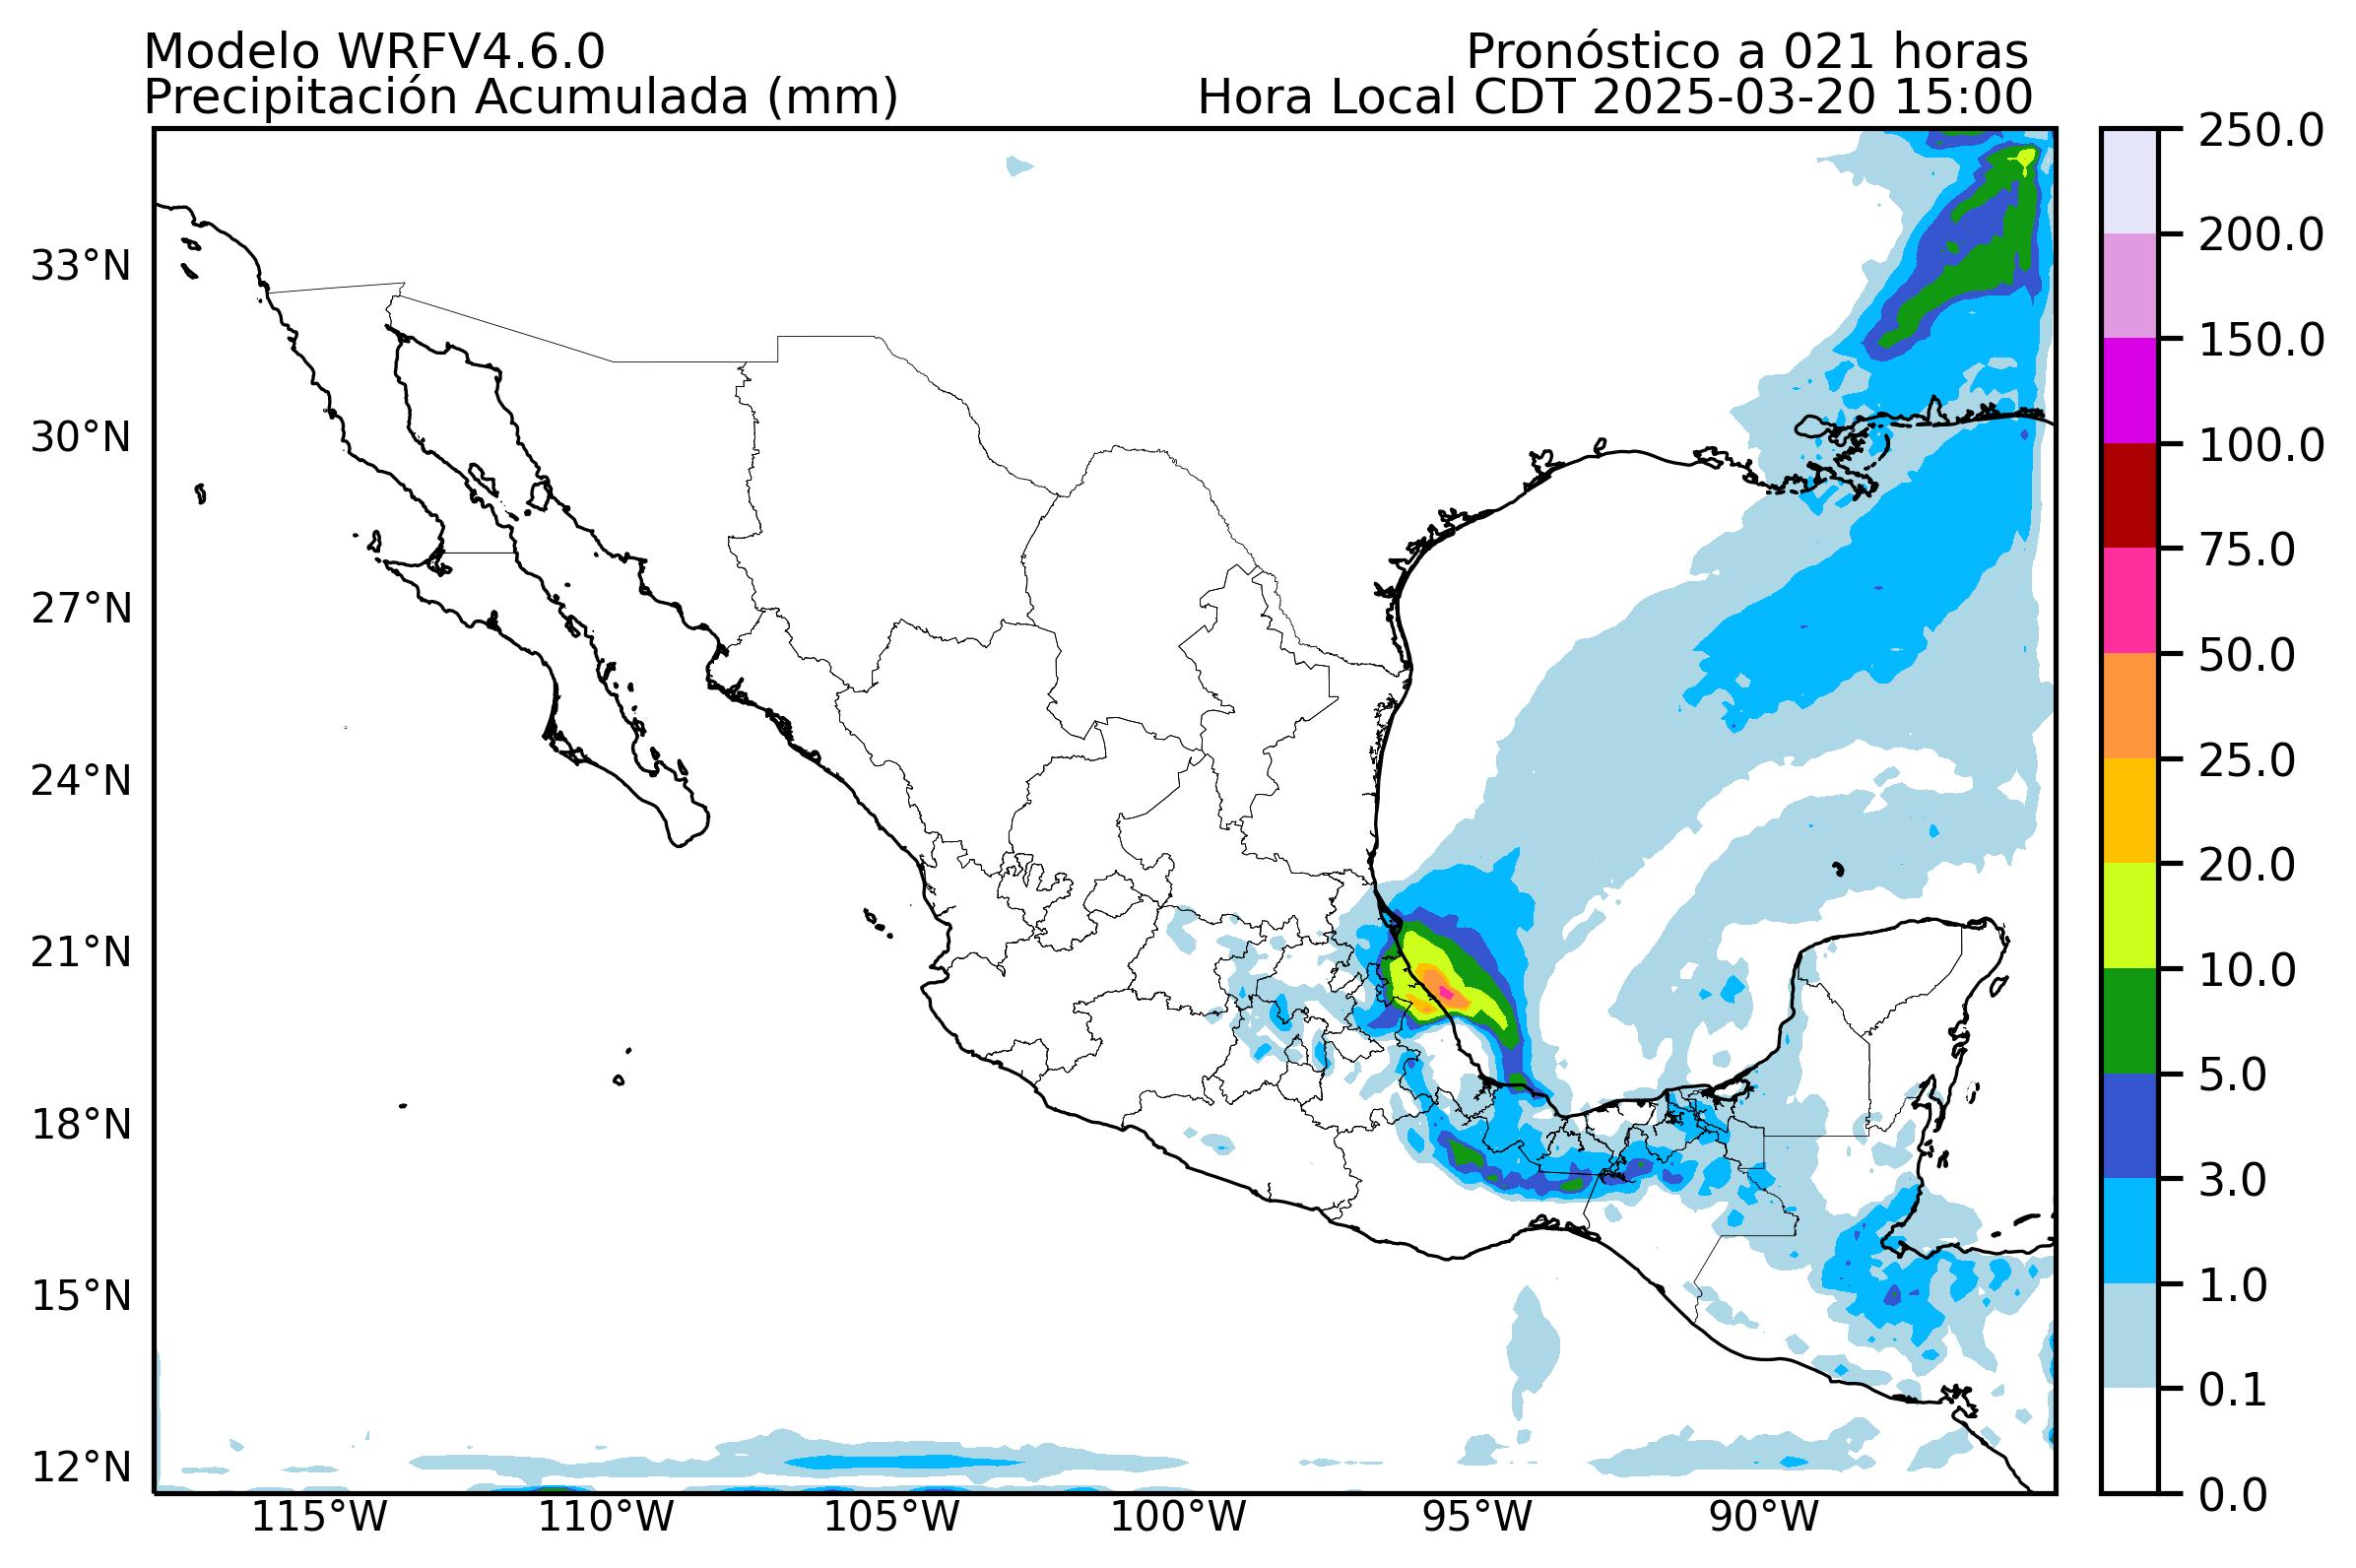 Modelo WRFV4.6.0
Pronóstico a 021 horas
Precipitación Acumulada (mm)
Hora Local CDT 2025-03-20 15:00
33°N
30°N
27°N
24°N
21°N
18°N
15°N
12°N
115°W
110°W
105°W
100°W
95°W
90°W
250.0
200.0
150.0
100.0
75.0
50.0
25.0
20.0
10.0
5.0
3.0
1.0
0.1
0.0